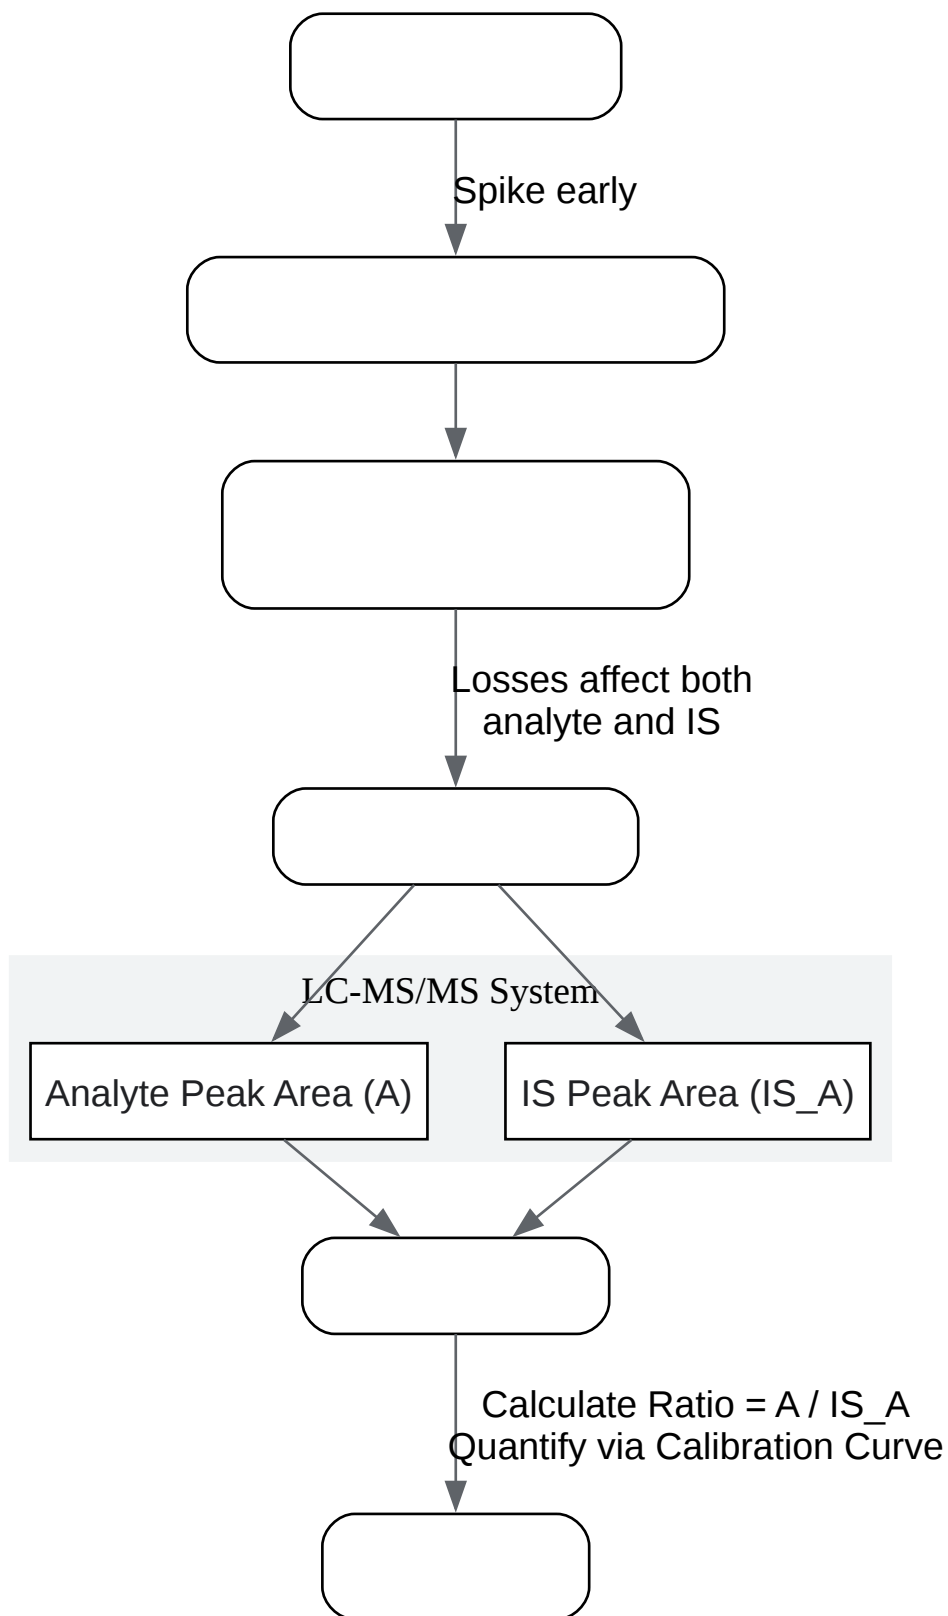 Spike early
Losses affect both
analyte and IS
LC-MS/MS System
Analyte Peak Area (A)
IS Peak Area (IS_A)
Calculate Ratio = A / IS_A
Quantify via Calibration Curve